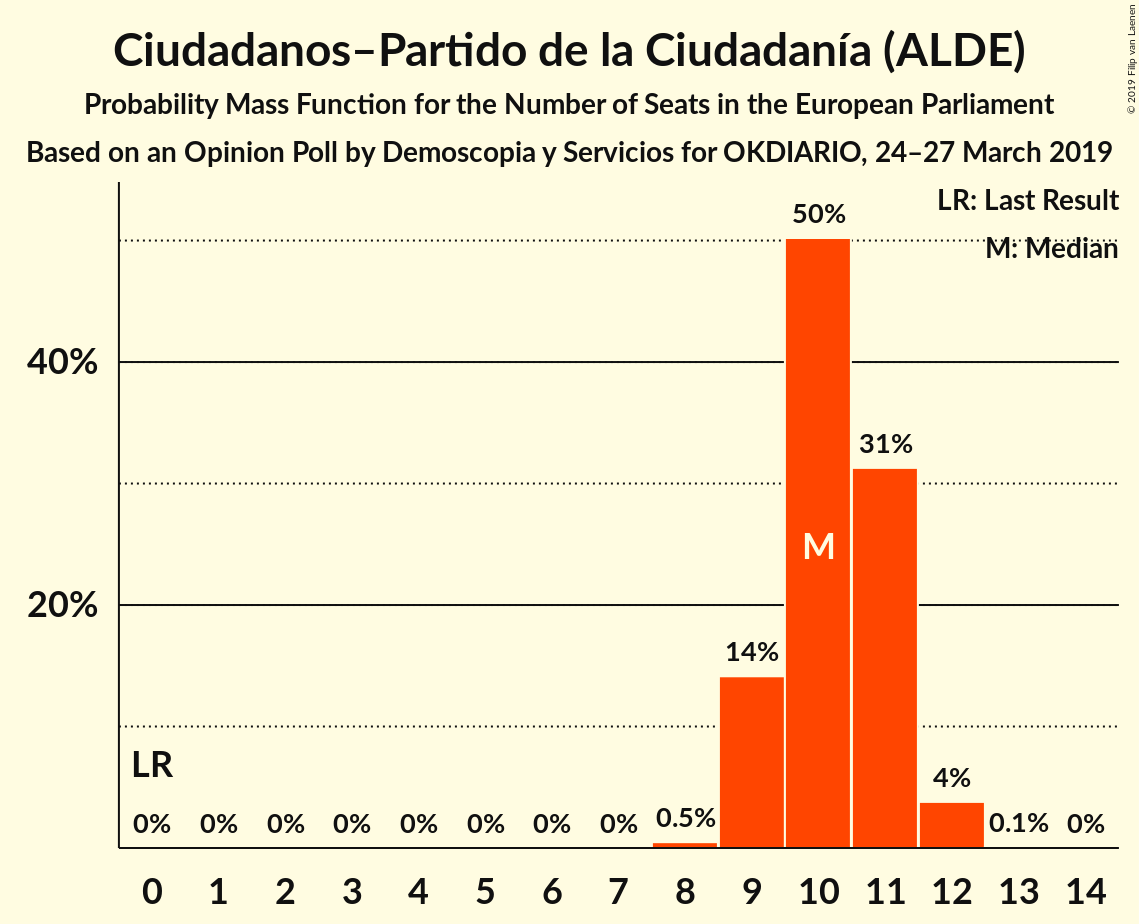 Ciudadanos–Partido de la Ciudadanía (ALDE)
Probability Mass Function for the Number of Seats in the European Parliament
Based on an Opinion Poll by Demoscopia y Servicios for OKDIARIO, 24–27 March 2019
© 2019 Filip van Laenen
LR: Last Result
M: Median
50%
40%
31%
M
20%
14%
LR
4%
0% 0% 0% 0% 0% 0% 0% 0% 0.5% 0.1% 0%
0 1 2 3 4 5 6 7 8 9 10 11 12 13 14